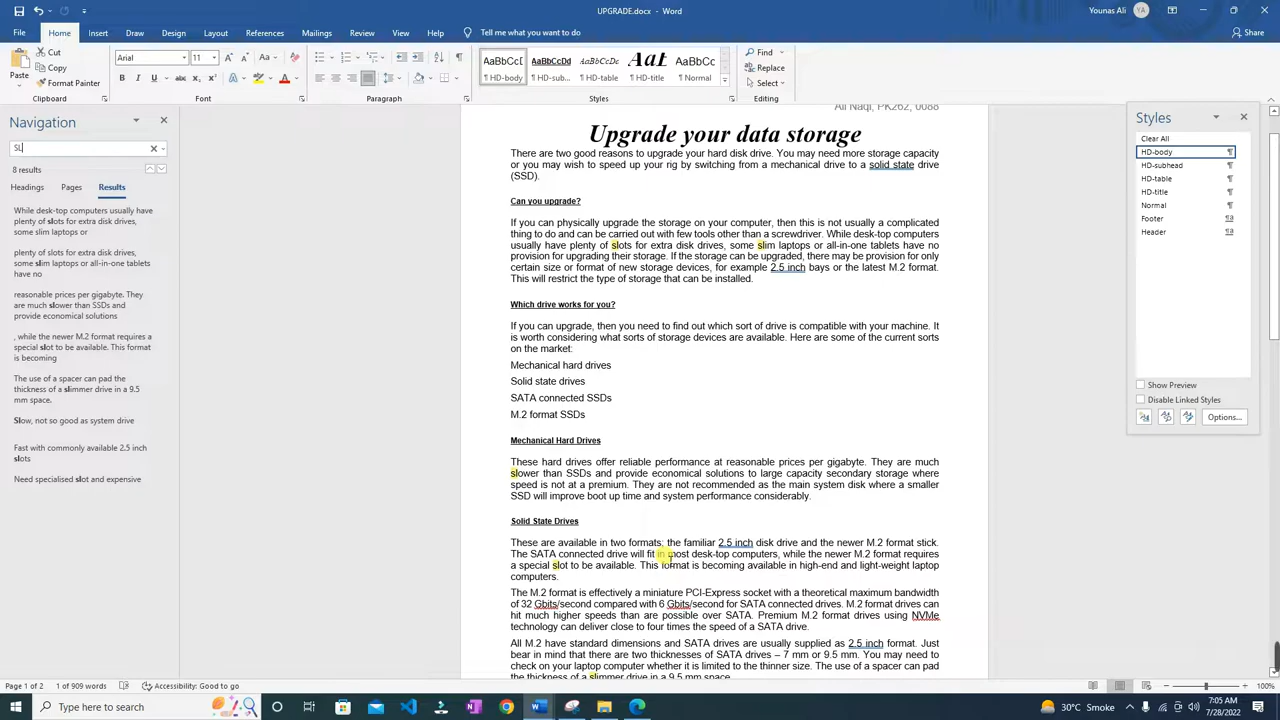 UPGRADE.docx - Word
Younas Ali YA
File Home Insert Draw Design Layout References Mailings Review View Help Tell me what you want to do
Share
Paste
Cut
Copy
Format Painter
Clipboard
Arial 11 Aa
B I U
Font
Paragraph
AaBbCcI AaBbCcDd AaBbCcDc AaB AaBbCc
¶ HD-body ¶ HD-sub... ¶ HD-table ¶ HD-title ¶ Normal
Styles
Find
Replace
Select
Editing
Navigation
SL
8 results
Headings Pages Results
While desk-top computers usually have
plenty of slots for extra disk drives,
some slim laptops or
plenty of slots for extra disk drives,
some slim laptops or all-in-one tablets
have no
reasonable prices per gigabyte. They
are much slower than SSDs and
provide economical solutions
, while the newer M.2 format requires a
special slot to be available. This format
is becoming
The use of a spacer can pad the
thickness of a slimmer drive in a 9.5
mm space.
Slow, not so good as system drive
Fast with commonly available 2.5 inch
slots
Need specialised slot and expensive
Ali Naqi, PK262, 0088
Upgrade your data storage
There are two good reasons to upgrade your hard disk drive. You may need more storage capacity
or you may wish to speed up your rig by switching from a mechanical drive to a solid state drive
(SSD).
Can you upgrade?
If you can physically upgrade the storage on your computer, then this is not usually a complicated
thing to do and can be carried out with few tools other than a screwdriver. While desk-top computers
usually have plenty of slots for extra disk drives, some slim laptops or all-in-one tablets have no
provision for upgrading their storage. If the storage can be upgraded, there may be provision for only
certain size or format of new storage devices, for example 2.5 inch bays or the latest M.2 format.
This will restrict the type of storage that can be installed.
Which drive works for you?
If you can upgrade, then you need to find out which sort of drive is compatible with your machine. It
is worth considering what sorts of storage devices are available. Here are some of the current sorts
on the market:
Mechanical hard drives
Solid state drives
SATA connected SSDs
M.2 format SSDs
Mechanical Hard Drives
These hard drives offer reliable performance at reasonable prices per gigabyte. They are much
slower than SSDs and provide economical solutions to large capacity secondary storage where
speed is not at a premium. They are not recommended as the main system disk where a smaller
SSD will improve boot up time and system performance considerably.
Solid State Drives
These are available in two formats; the familiar 2.5 inch disk drive and the newer M.2 format stick.
The SATA connected drive will fit in most desk-top computers, while the newer M.2 format requires
a special slot to be available. This format is becoming available in high-end and light-weight laptop
computers.
The M.2 format is effectively a miniature PCI-Express socket with a theoretical maximum bandwidth
of 32 Gbits/second compared with 6 Gbits/second for SATA connected drives. M.2 format drives can
hit much higher speeds than are possible over SATA. Premium M.2 format drives using NVMe
technology can deliver close to four times the speed of a SATA drive.
All M.2 have standard dimensions and SATA drives are usually supplied as 2.5 inch format. Just
bear in mind that there are two thicknesses of SATA drives – 7 mm or 9.5 mm. You may need to
check on your laptop computer whether it is limited to the thinner size. The use of a spacer can pad
the thickness of a slimmer drive in a 9.5 mm space.
Styles
Clear All
HD-body ¶
HD-subhead ¶
HD-table ¶
HD-title ¶
Normal ¶
Footer ¶a
Header ¶a
Show Preview
Disable Linked Styles
Options...
Page 1 of 2 1 of 909 words Accessibility: Good to go
100%
Type here to search
30°C Smoke
7:05 AM
7/28/2022